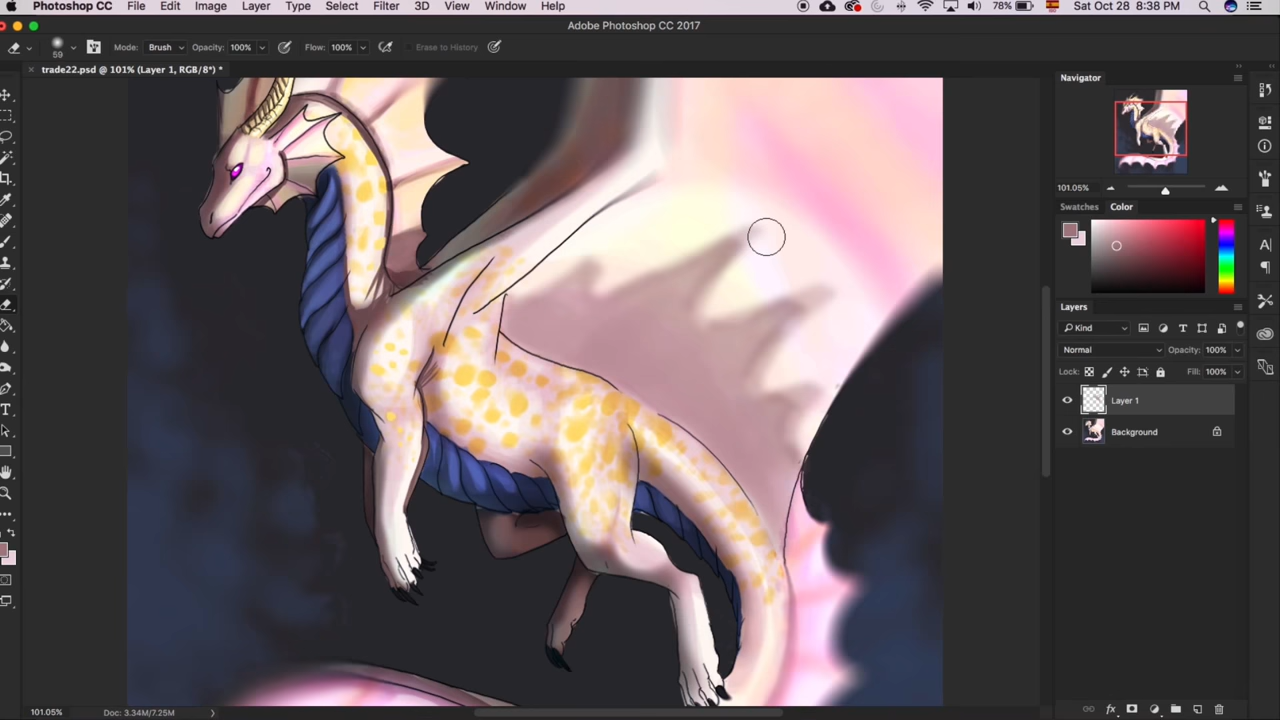 Photoshop CC File Edit Image Layer Type Select Filter 3D View Window Help 78% Sat Oct 28 8:38 PM
Adobe Photoshop CC 2017
59 Mode: Brush Opacity: 100% Flow: 100% Erase to History
× trade22.psd @ 101% (Layer 1, RGB/8*) *
Navigator
101.05%
Swatches Color
Layers
Kind
Normal Opacity: 100%
Lock: Fill: 100%
Layer 1
Background
101.05% Doc: 3.34M/7.25M